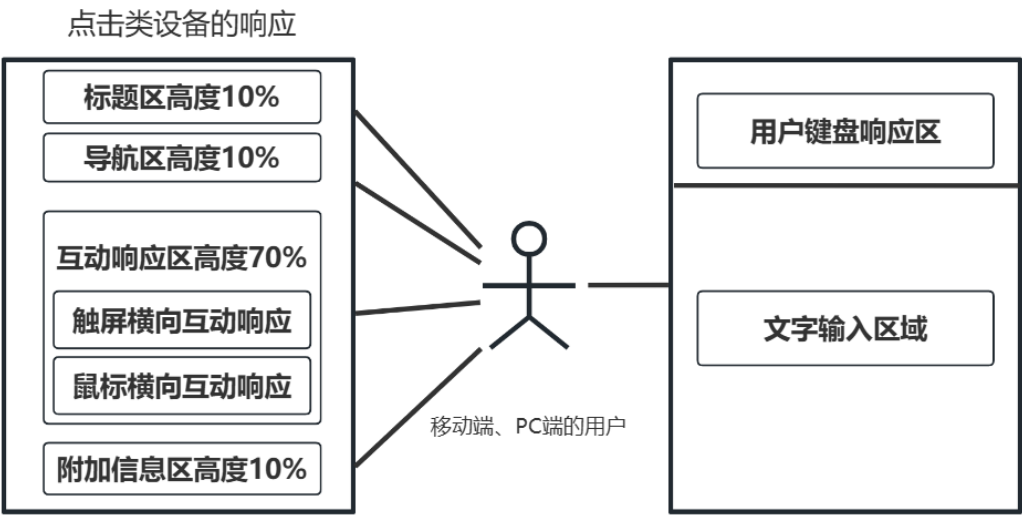 点击类设备的响应
标题区高度10%
导航区高度10%
互动响应区高度70%
触屏横向互动响应
鼠标横向互动响应
附加信息区高度10%
移动端、PC端的用户
用户键盘响应区
文字输入区域